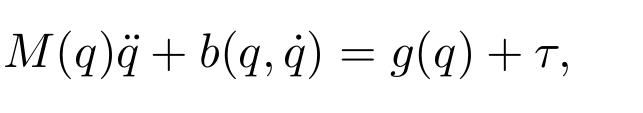 M(q)q̈ + b(q, q̇) = g(q) + τ,